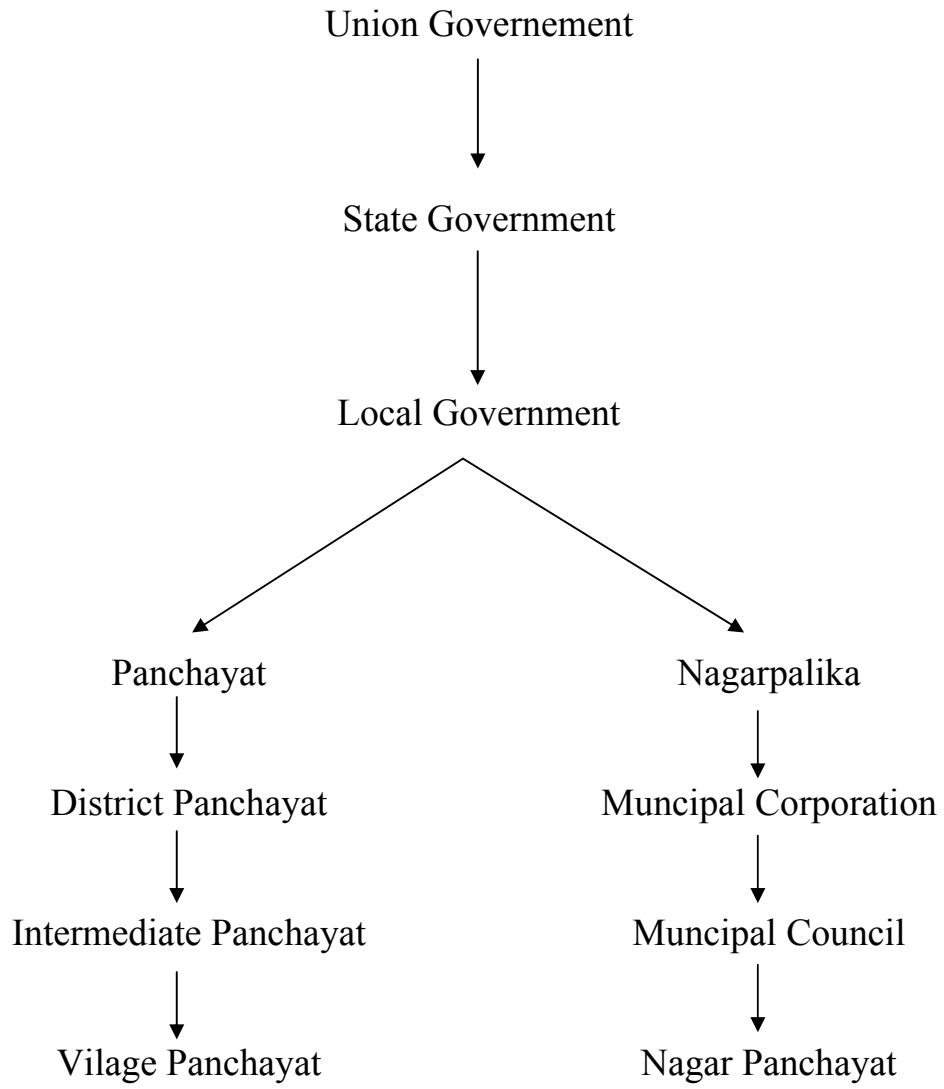 Union Governement
State Government
Local Government
Panchayat
Nagarpalika
District Panchayat
Muncipal Corporation
Intermediate Panchayat
Muncipal Council
Vilage Panchayat
Nagar Panchayat